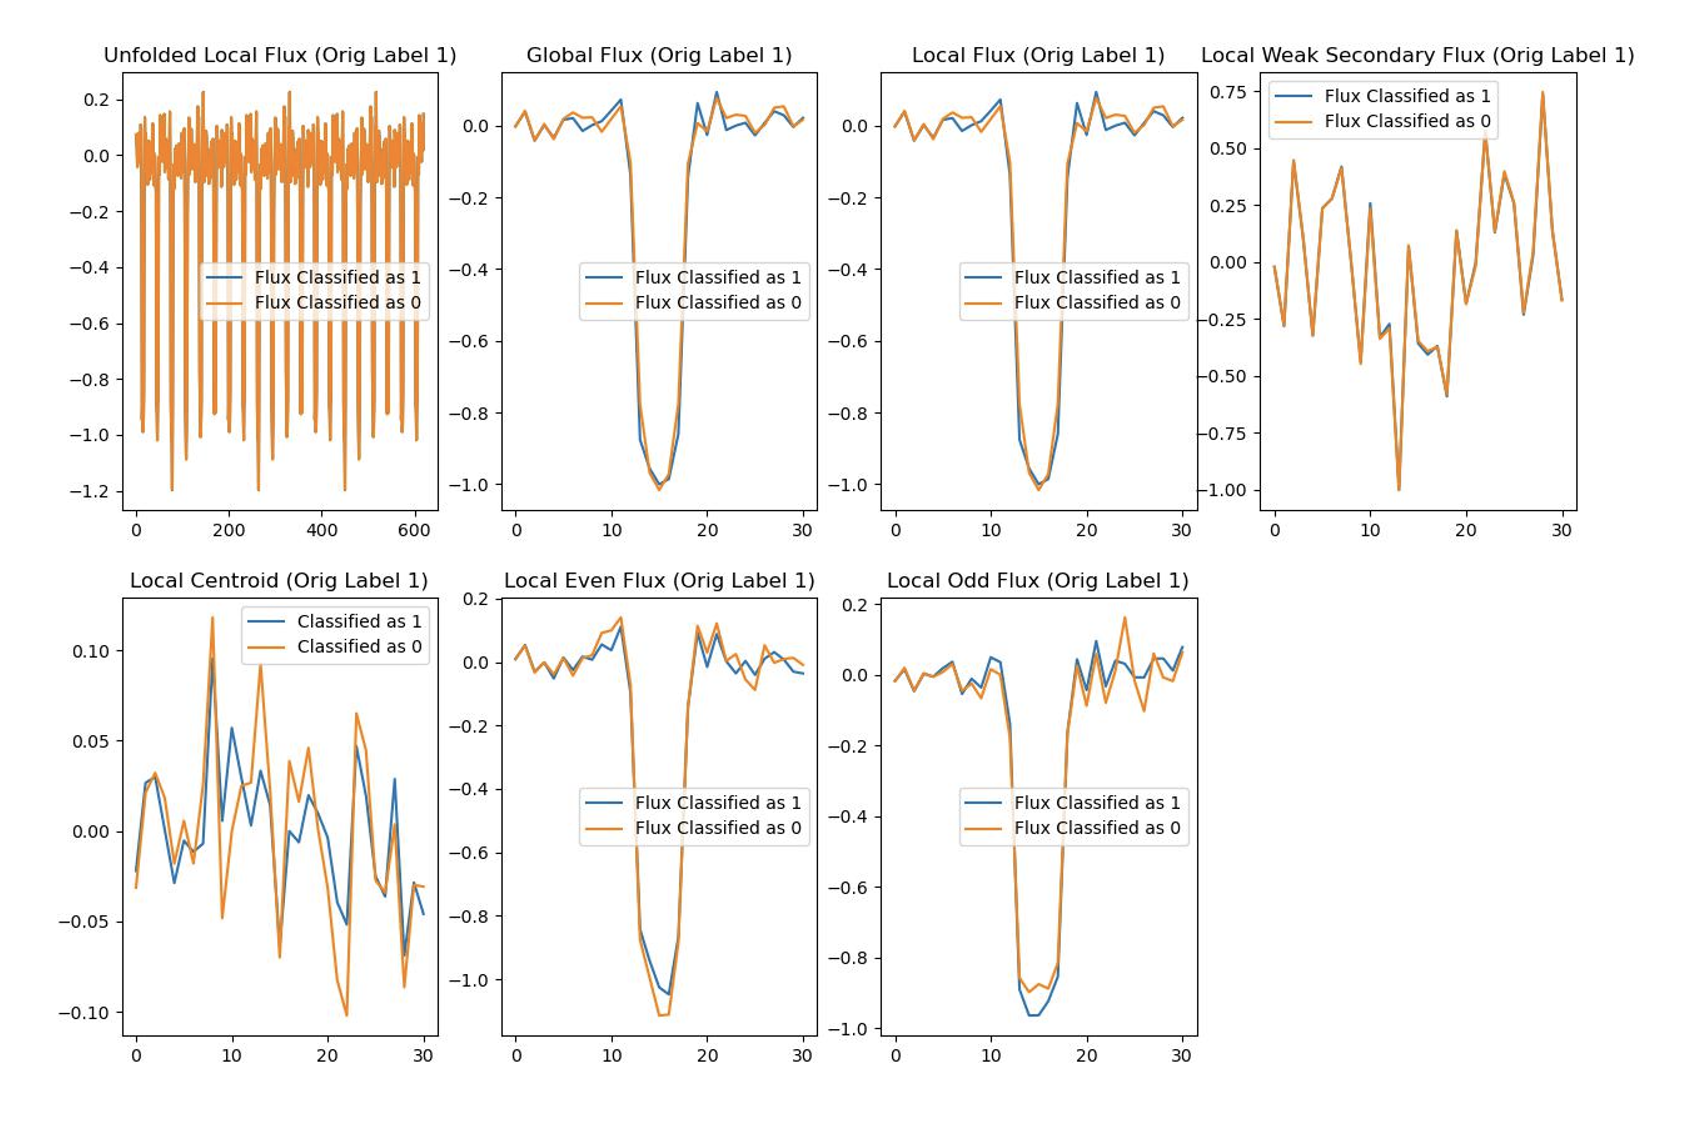 Unfolded Local Flux (Orig Label 1)
0.2
0.0
−0.2
−0.4
−0.6
−0.8
−1.0
−1.2
Flux Classified as 1
Flux Classified as 0
0 200 400 600
Global Flux (Orig Label 1)
0.0
−0.2
−0.4
−0.6
−0.8
−1.0
Flux Classified as 1
Flux Classified as 0
0 10 20 30
Local Flux (Orig Label 1)
0.0
−0.2
−0.4
−0.6
−0.8
−1.0
Flux Classified as 1
Flux Classified as 0
0 10 20 30
Local Weak Secondary Flux (Orig Label 1)
Flux Classified as 1
Flux Classified as 0
0.75
0.50
0.25
0.00
−0.25
−0.50
−0.75
−1.00
0 10 20 30
Local Centroid (Orig Label 1)
Classified as 1
Classified as 0
0.10
0.05
0.00
−0.05
−0.10
0 10 20 30
Local Even Flux (Orig Label 1)
0.2
0.0
−0.2
−0.4
−0.6
−0.8
−1.0
Flux Classified as 1
Flux Classified as 0
0 10 20 30
Local Odd Flux (Orig Label 1)
0.2
0.0
−0.2
−0.4
−0.6
−0.8
−1.0
Flux Classified as 1
Flux Classified as 0
0 10 20 30